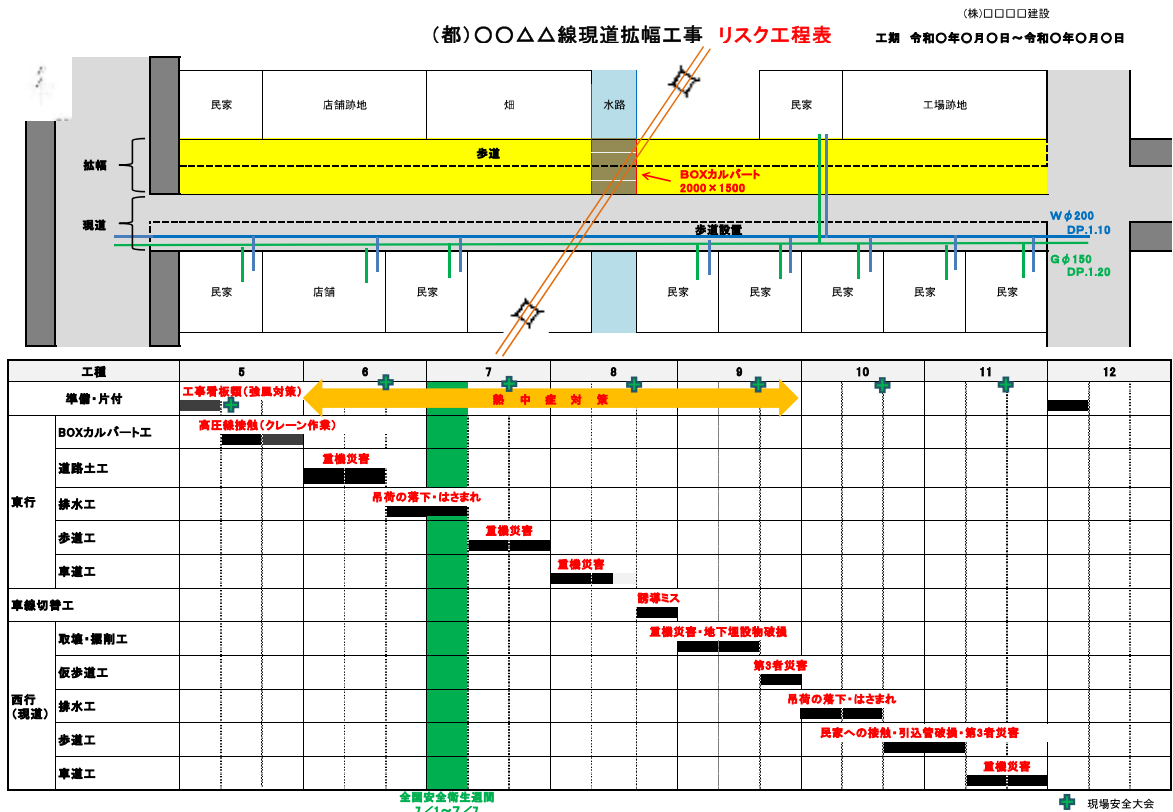 (株)□□□□建設
(都)〇〇△△線現道拡幅工事 リスク工程表
工期 令和〇年〇月〇日～令和〇年〇月〇日
民家
店舗跡地
畑
水路
民家
工場跡地
拡幅
歩道
BOXカルバート
2000×1500
現道
歩道設置
Wφ200
DP.1.10
Gφ150
DP.1.20
民家
店舗
民家
民家
民家
民家
民家
民家
工種 5 6 7 8 9 10 11 12
準備・片付
工事看板類(強風対策)
熱中症対策
東行
BOXカルバート工
高圧線接触(クレーン作業)
道路土工
重機災害
排水工
吊荷の落下・はさまれ
歩道工
重機災害
車道工
重機災害
車線切替工
誘導ミス
西行
(現道)
取壊・掘削工
重機災害・地下埋設物破損
仮歩道工
第3者災害
排水工
吊荷の落下・はさまれ
歩道工
民家への接触・引込管破損・第3者災害
車道工
重機災害
全国安全衛生週間
7/1～7/7
現場安全大会